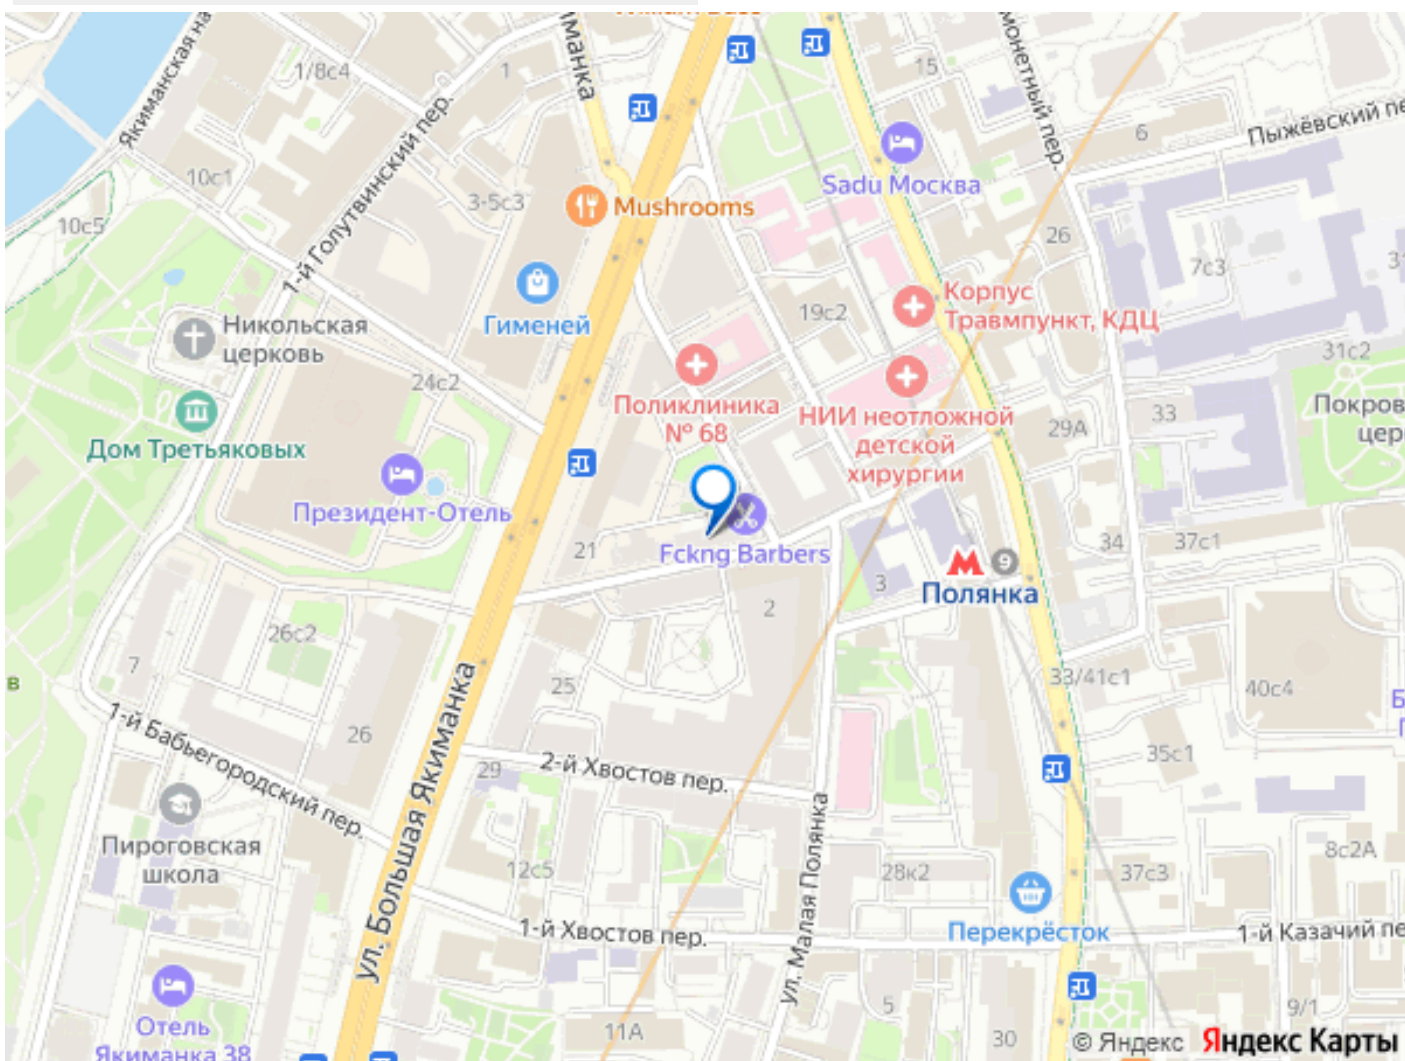 Якиманская на
1/8с4
1
иманка
15
монетный пер.
6
Пыжёвский пе
10с1
1-й Голутвинский пер.
3-5с3
Mushrooms
Sadu Москва
10с5
26
7с3
31
Никольская
церковь
Гименей
19с2
Корпус
Травмпункт, КДЦ
24с2
Поликлиника
№ 68
НИИ неотложной
детской
хирургии
31с2
33
29А
Покров
цер
Дом Третьяковых
Президент-Отель
21
Fckng Barbers
3
9
Полянка
34
37с1
2
26с2
7
25
33/41с1
40с4
в
Б
П
1-й Бабьегородский пер.
26
ул. Большая Якиманка
29
2-й Хвостов пер.
35с1
Пироговская
школа
12с5
ул. Малая Полянка
28к2
37с3
8с2А
1-й Хвостов пер.
Перекрёсток
1-й Казачий пе
Отель
Якиманка 38
11А
5
30
9/1
© Яндекс Яндекс Карты